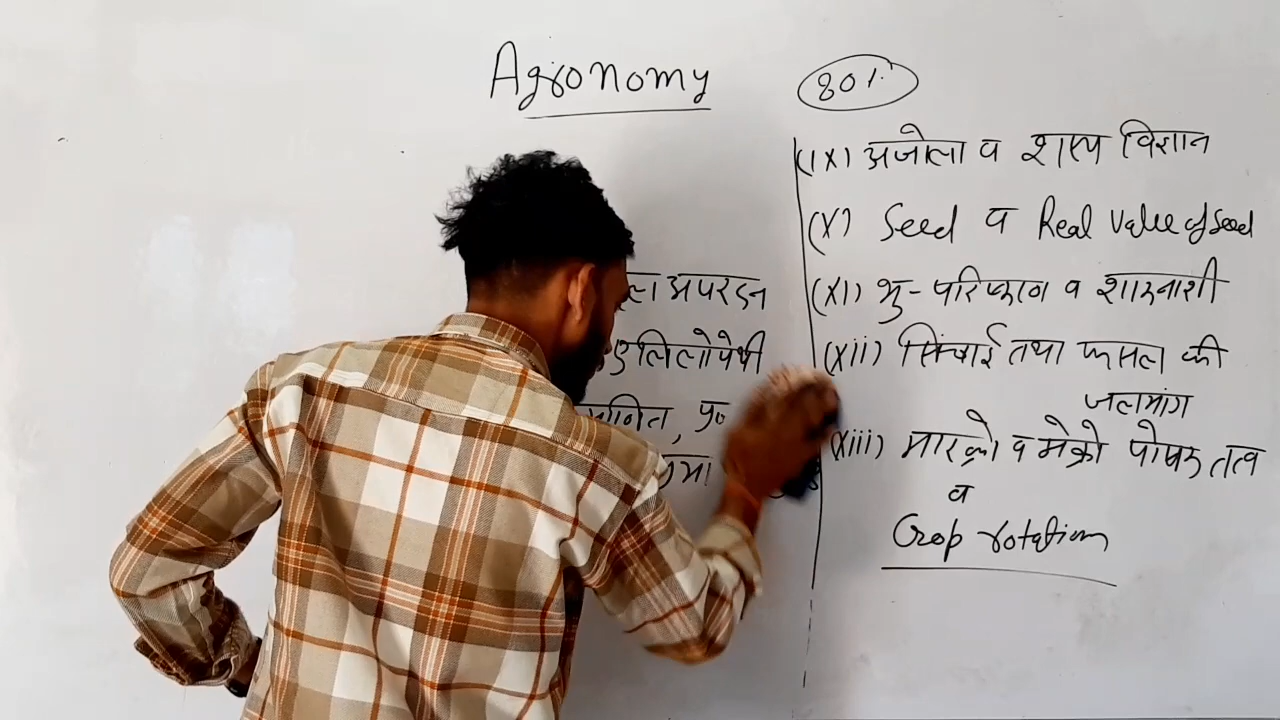 Agronomy
80%
अपरदन
एलिलोपैथी
(IX) अजोला व शस्य विज्ञान
(X) Seed व Real Value of Seed
(XI) भू-परिष्करण व शाकनाशी
(Xii) सिंचाई तथा फसल की
जलमांग
(Xiii) माइक्रो व मेक्रो पोषक तत्व
व
Crop rotation